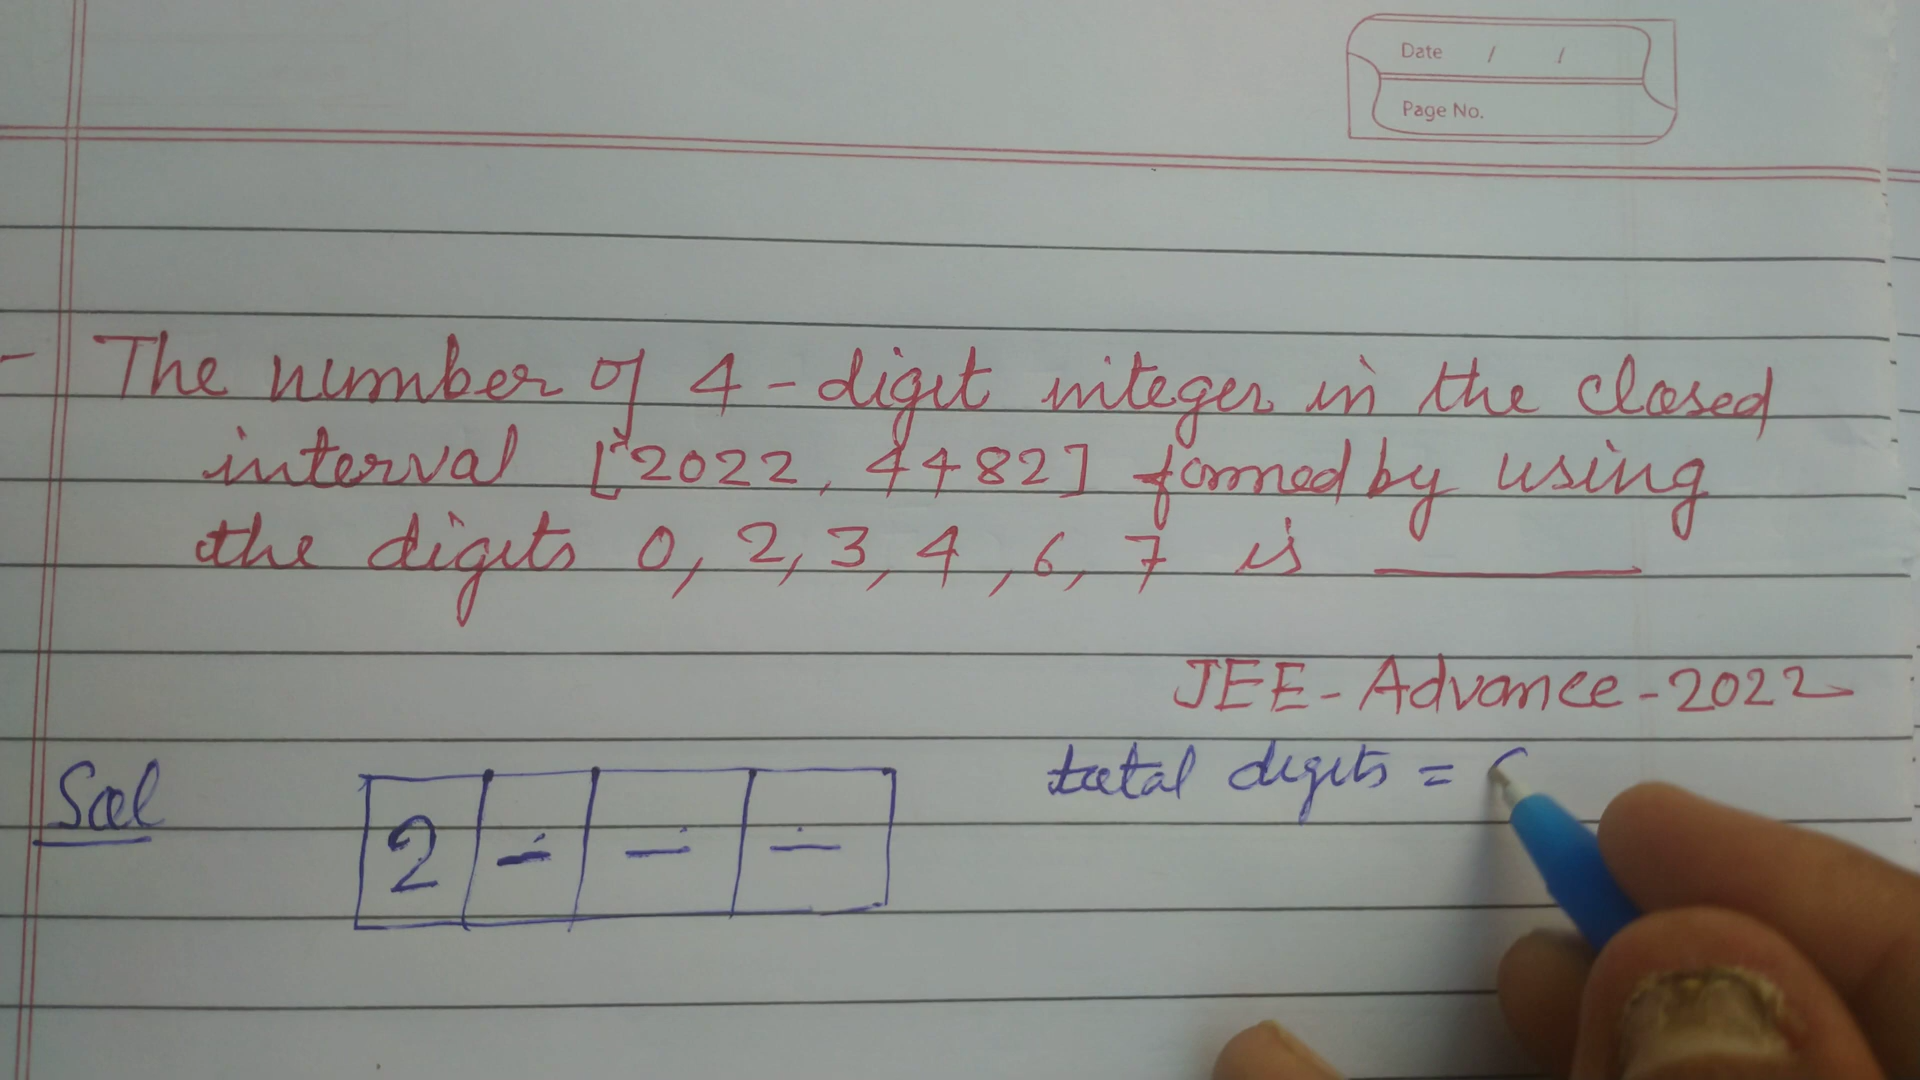 Date / /
Page No.
- The number of 4-digit integer in the closed
interval [2022, 4482] formed by using
the digits 0, 2, 3, 4, 6, 7 is ______
JEE-Advance-2022
Sol
total digits =
2 - - -